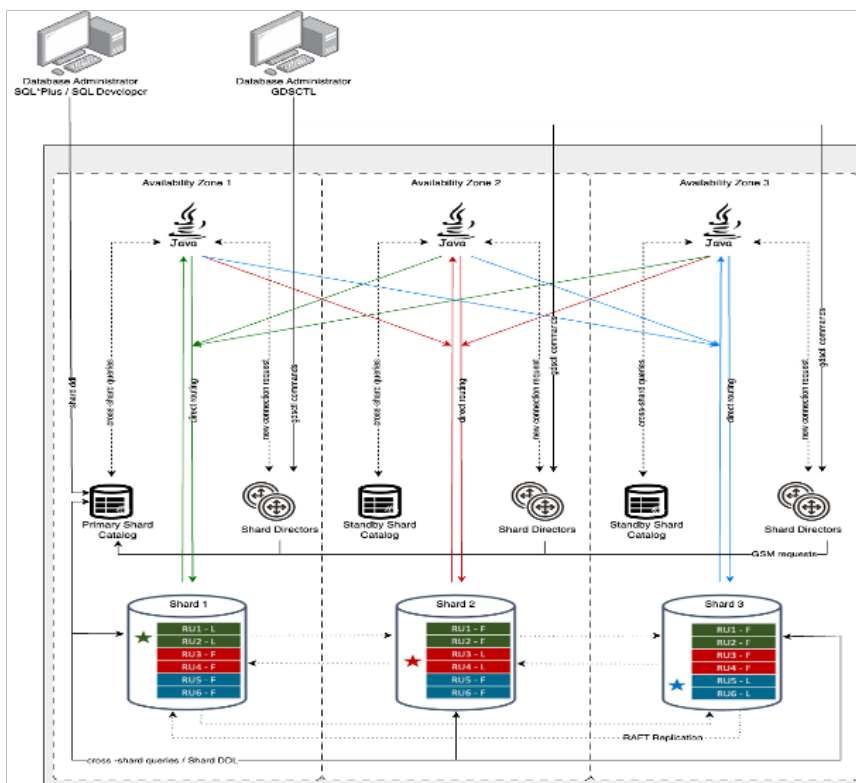 Database Administrator
SQL*Plus / SQL Developer
Database Administrator
GDSCTL
Availability Zone 1
Availability Zone 2
Availability Zone 3
Java
Java
Java
shard ddl
cross-shard queries
direct routing
new connection request
gdsctl commands
cross-shard queries
direct routing
new connection request
gdsctl commands
cross-shard queries
direct routing
new connection request
gdsctl commands
Primary Shard
Catalog
Shard Directors
Standby Shard
Catalog
Shard Directors
Standby Shard
Catalog
Shard Directors
GSM requests
Shard 1
RU1 - L
RU2 - L
RU3 - F
RU4 - F
RU5 - F
RU6 - F
Shard 2
RU1 - F
RU2 - F
RU3 - L
RU4 - L
RU5 - F
RU6 - F
Shard 3
RU1 - F
RU2 - F
RU3 - F
RU4 - F
RU5 - L
RU6 - L
RAFT Replication
cross -shard queries / Shard DDL